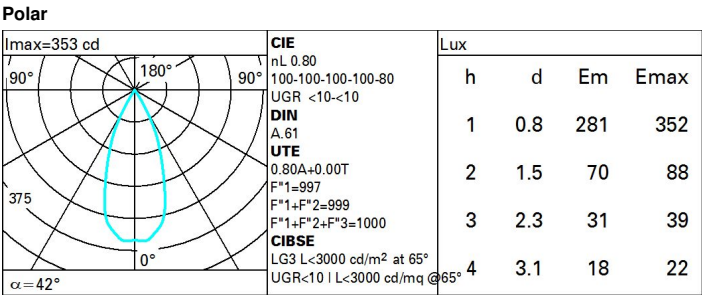 Polar
Imax=353 cd
90° 180° 90°
375
0°
α=42°
CIE
nL 0.80
100-100-100-100-80
UGR <10-<10
DIN
A.61
UTE
0.80A+0.00T
F"1=997
F"1+F"2=999
F"1+F"2+F"3=1000
CIBSE
LG3 L<3000 cd/m² at 65°
UGR<10 | L<3000 cd/mq @65°
Lux
h d Em Emax
1 0.8 281 352
2 1.5 70 88
3 2.3 31 39
4 3.1 18 22